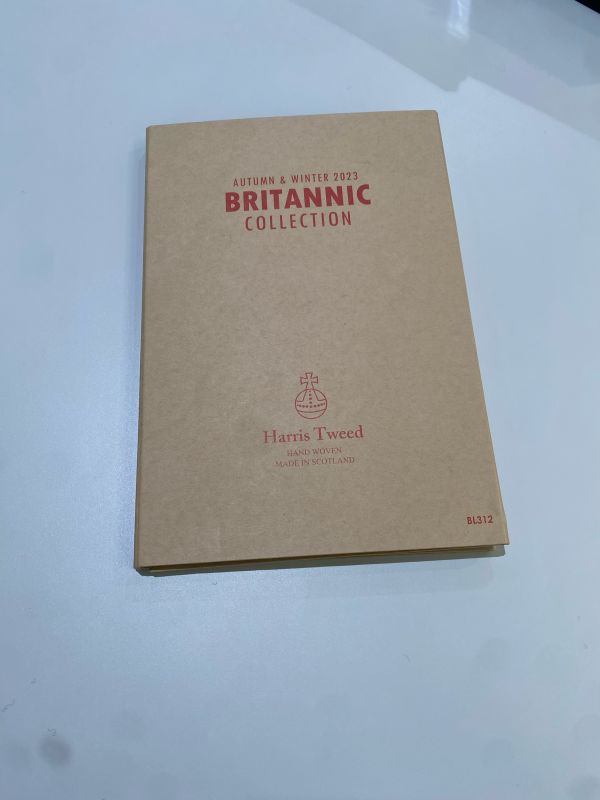 AUTUMN & WINTER 2023
BRITANNIC
COLLECTION
Harris Tweed
HAND WOVEN
MADE IN SCOTLAND
BL312